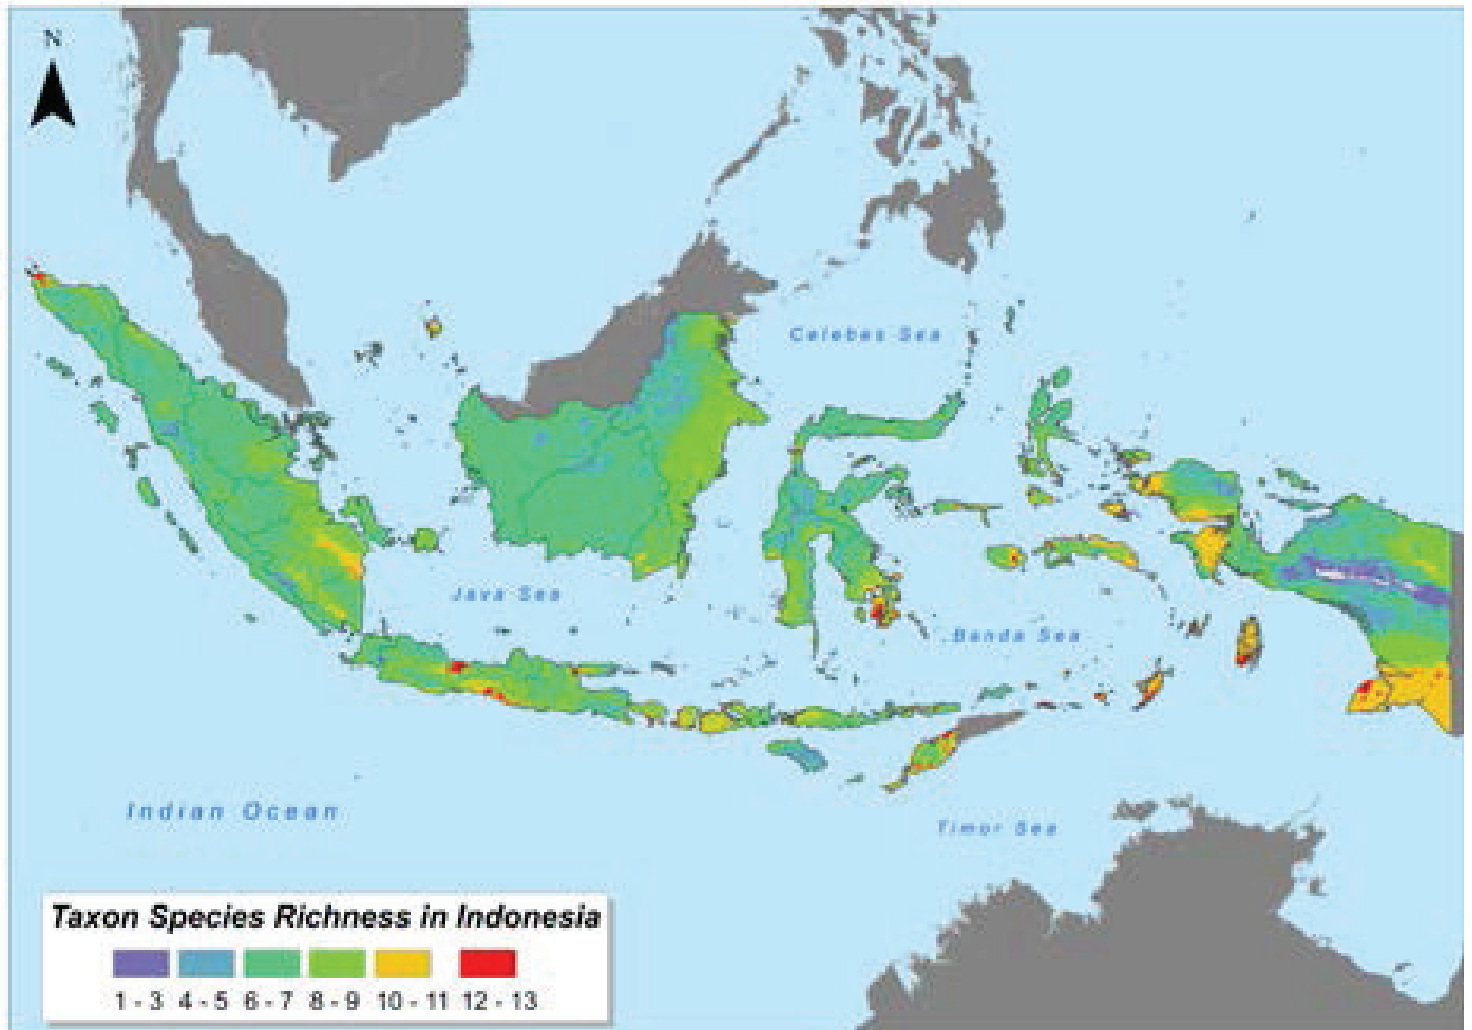 N
Celebes Sea
Java Sea
Banda Sea
Indian Ocean
Timor Sea
Taxon Species Richness in Indonesia
1 - 3 4 - 5 6 - 7 8 - 9 10 - 11 12 - 13